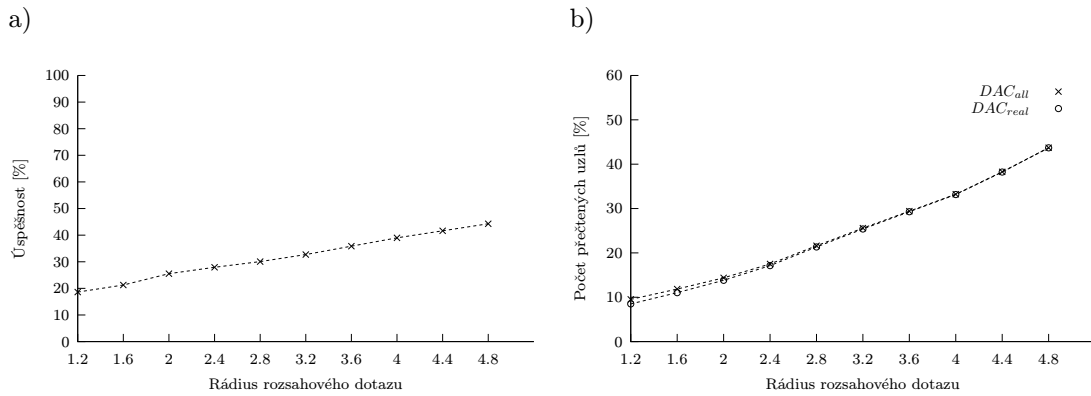 a)
Úspěšnost [%]
100
90
80
70
60
50
40
30
20
10
0
1.2 1.6 2 2.4 2.8 3.2 3.6 4 4.4 4.8
Rádius rozsahového dotazu
b)
Počet přečtených uzlů [%]
60
50
40
30
20
10
0
DAC_all
DAC_real
1.2 1.6 2 2.4 2.8 3.2 3.6 4 4.4 4.8
Rádius rozsahového dotazu